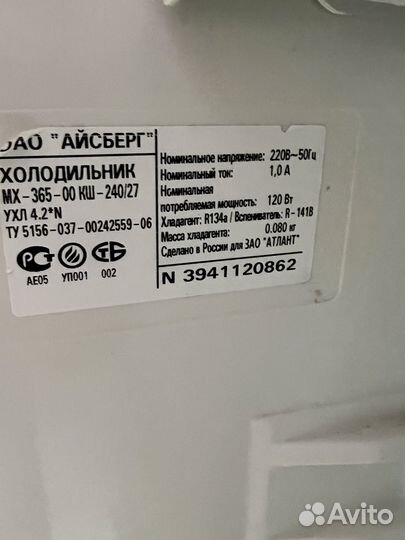 ЗАО "АЙСБЕРГ"
ХОЛОДИЛЬНИК
МХ-365-00 КШ-240/27
УХЛ 4.2*N
ТУ 5156-037-00242559-06
РСТ
АЕ05 УП001 002
Номинальное напряжение: 220В~50Гц
Номинальный ток: 1,0 А
Номинальная
потребляемая мощность: 120 Вт
Хладагент: R134a / Вспениватель: R-141B
Масса хладагента: 0.080 кг
Сделано в России для ЗАО "АТЛАНТ"
N 3941120862
Avito